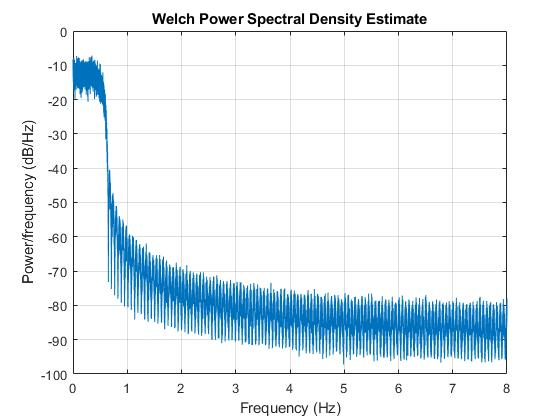 Welch Power Spectral Density Estimate
Power/frequency (dB/Hz)
0
-10
-20
-30
-40
-50
-60
-70
-80
-90
-100
0 1 2 3 4 5 6 7 8
Frequency (Hz)